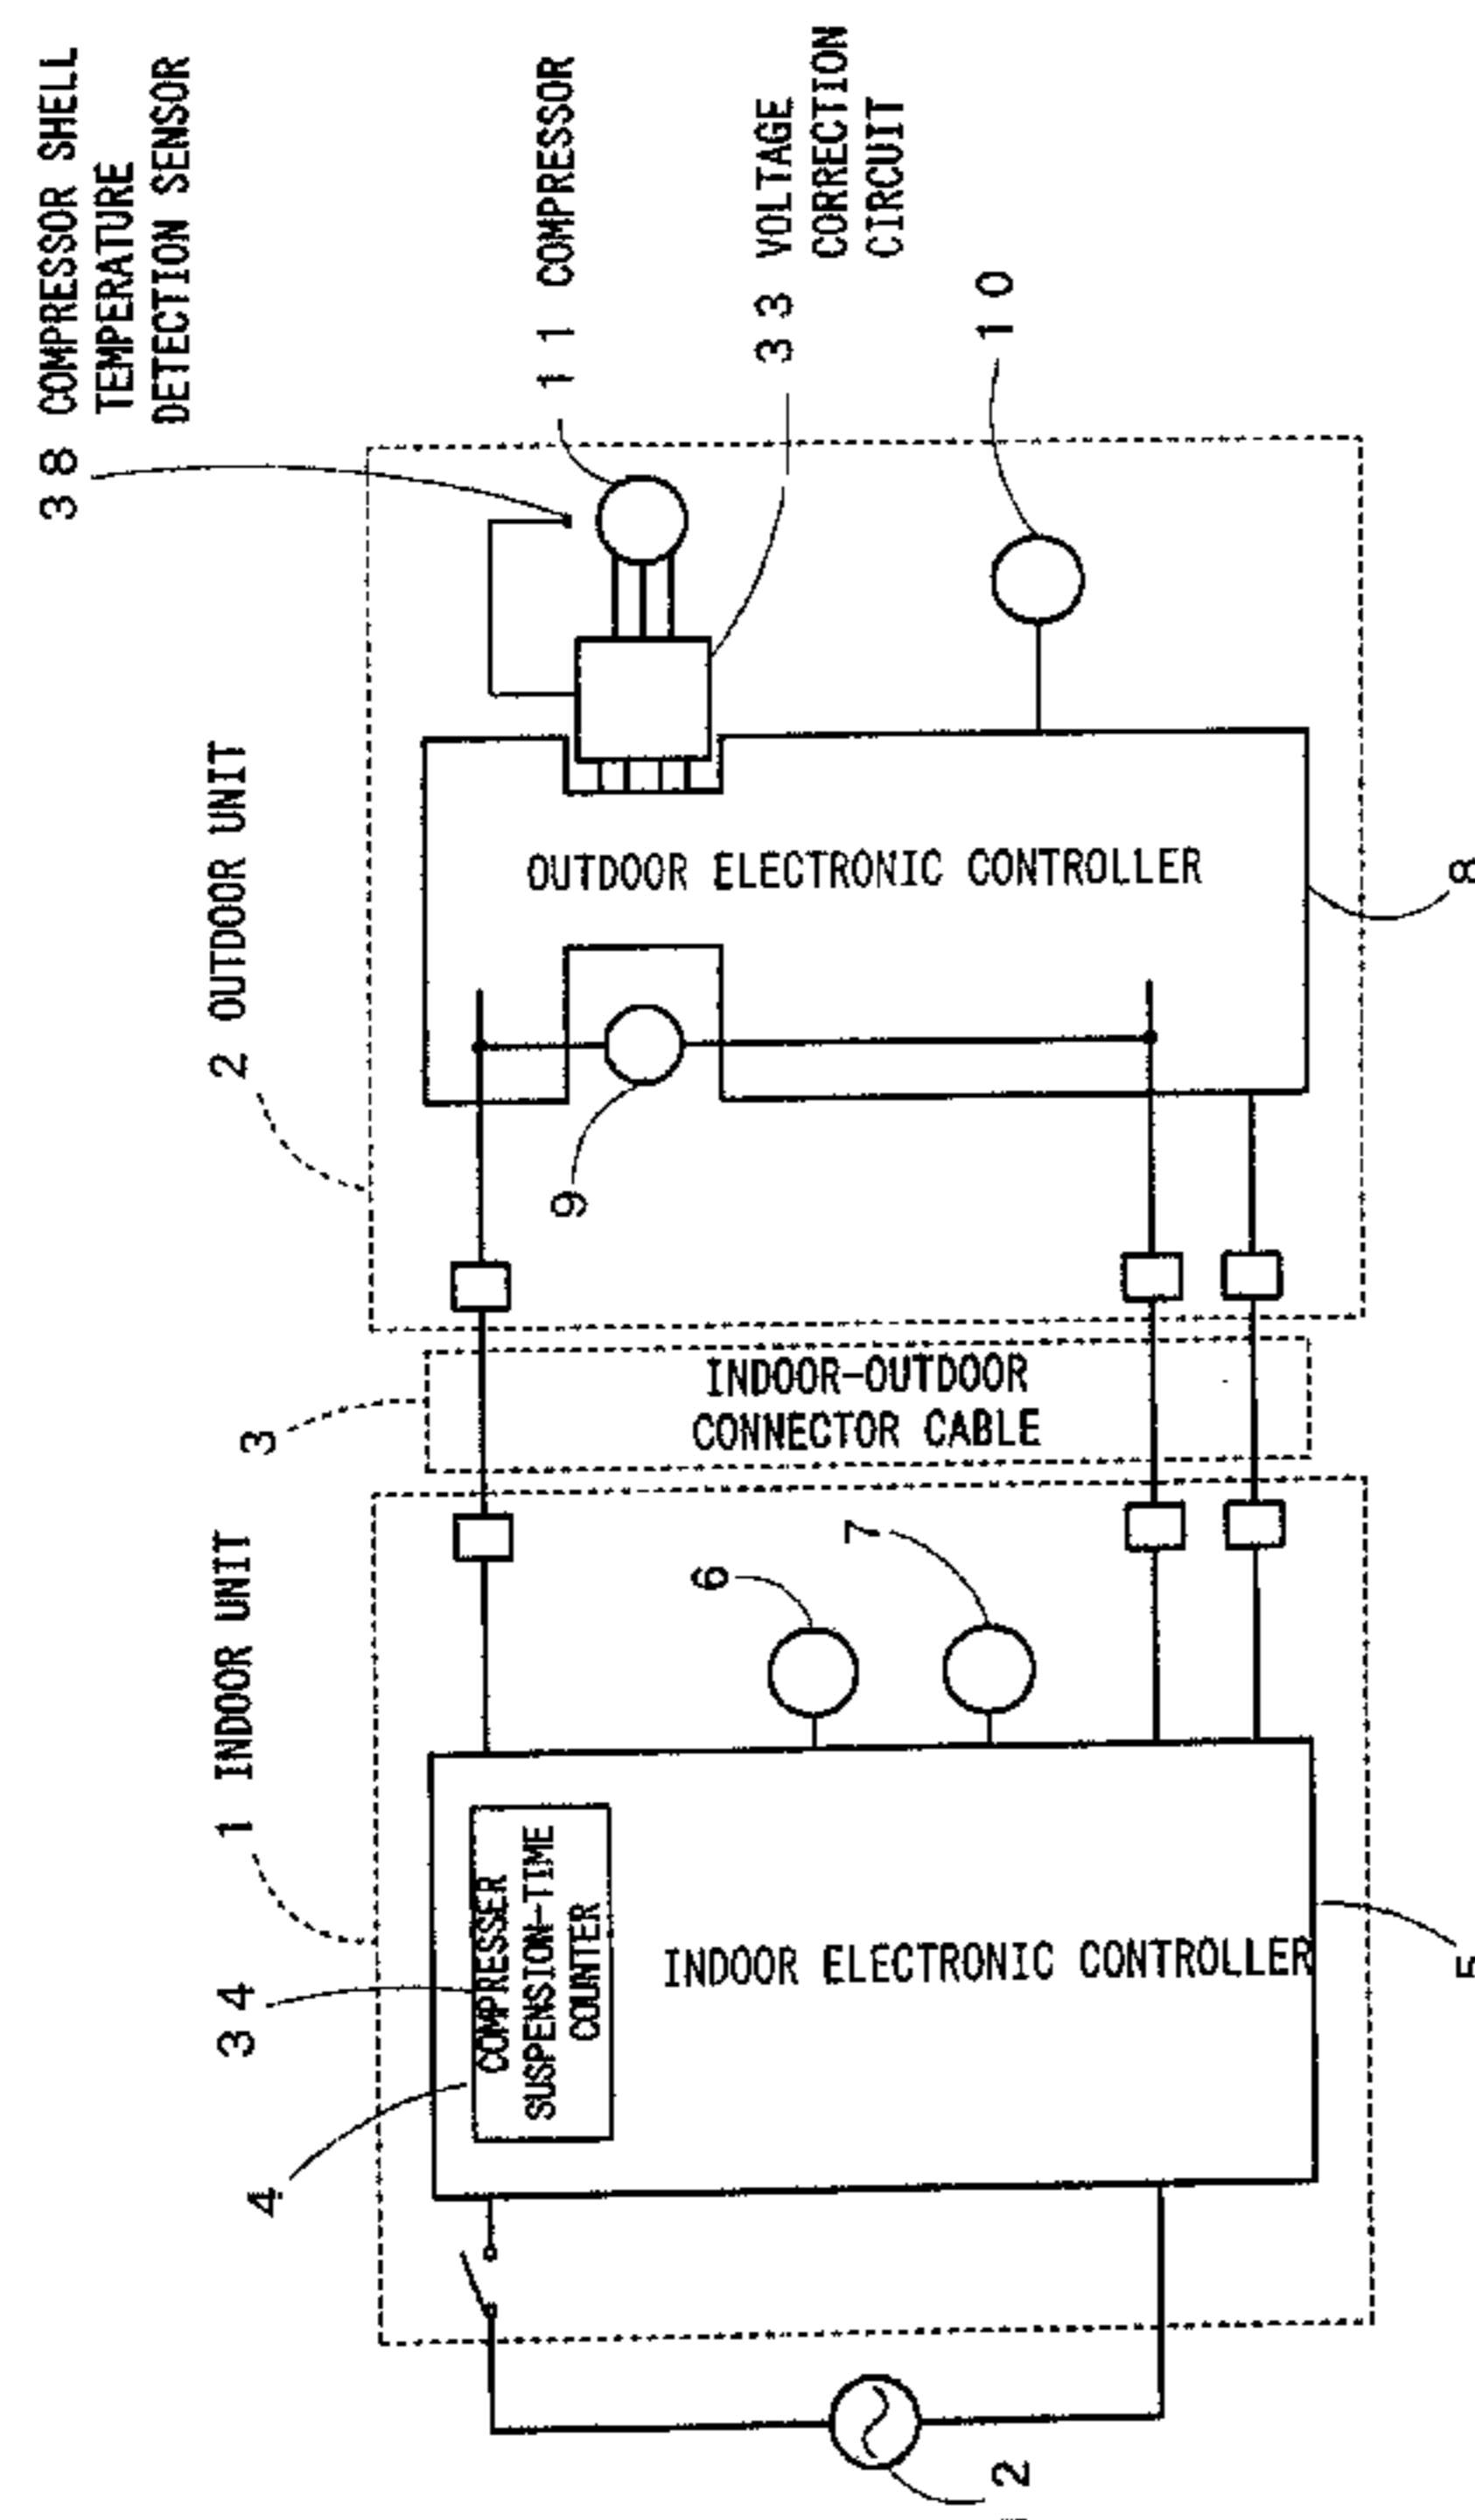 38 COMPRESSOR SHELL
TEMPERATURE
DETECTION SENSOR
11 COMPRESSOR
33 VOLTAGE
CORRECTION
CIRCUIT
10
2 OUTDOOR UNIT
OUTDOOR ELECTRONIC CONTROLLER
8
9
3
INDOOR-OUTDOOR
CONNECTOR CABLE
1 INDOOR UNIT
6
7
34
COMPRESSER
SUSPENSION-TIME
COUNTER
4
INDOOR ELECTRONIC CONTROLLER
5
2